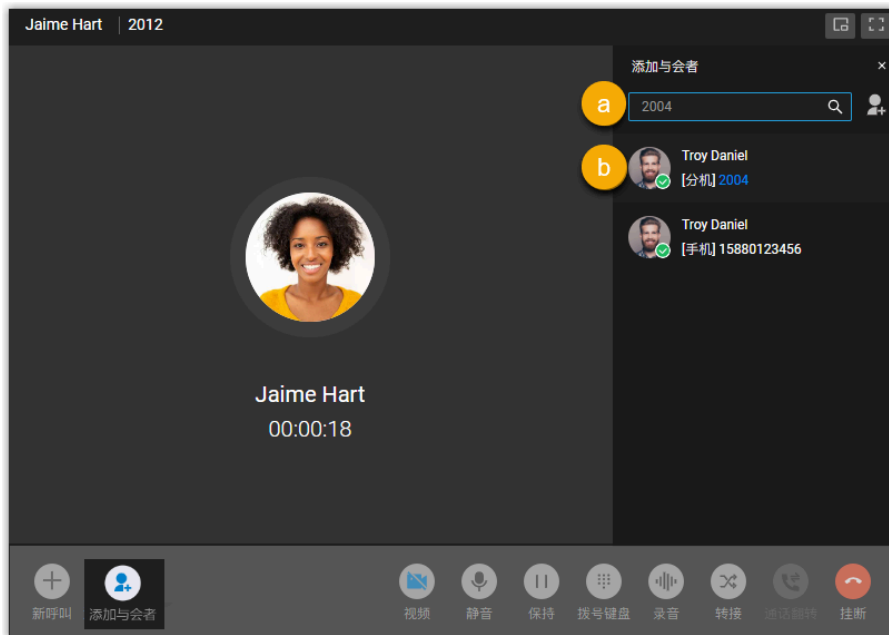 Jaime Hart | 2012
添加与会者 ×
a
2004
b
Troy Daniel
[分机] 2004
Troy Daniel
[手机] 15880123456
Jaime Hart
00:00:18
新呼叫 添加与会者 视频 静音 保持 拨号键盘 录音 转接 通话翻转 挂断